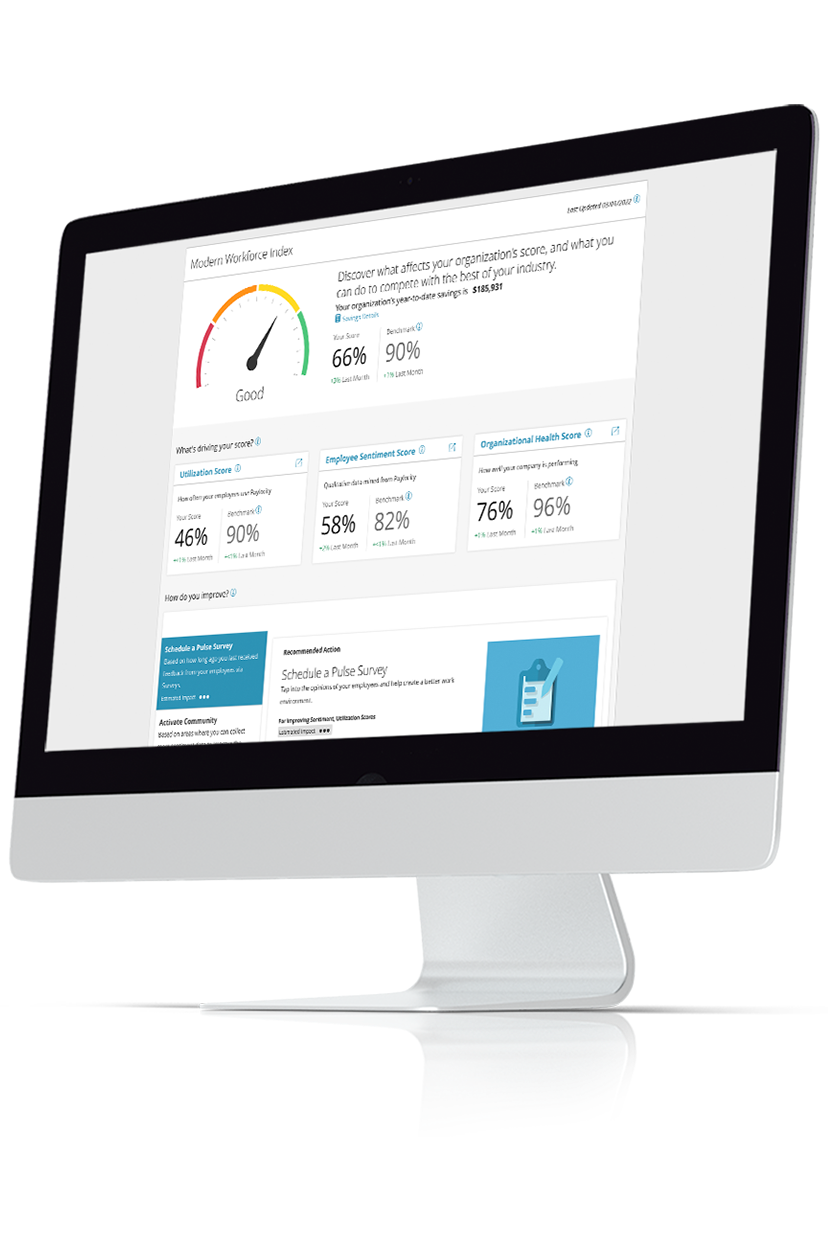 Modern Workforce Index
Last Updated 03/01/2022
Discover what affects your organization's score, and what you
can do to compete with the best of your industry.
Your organization's year-to-date savings is $185,931
Savings Details
Your Score
Benchmark
66%
90%
Last Month
+1% Last Month
Good
What's driving your score?
Utilization Score
How often your employees use Paylocity
Your Score
Benchmark
46%
90%
+1% Last Month
+1% Last Month
Employee Sentiment Score
Qualitative data mined from Paylocity
Your Score
Benchmark
58%
82%
Last Month
+1% Last Month
Organizational Health Score
How well your company is performing
Your Score
Benchmark
76%
96%
Last Month
+1% Last Month
How do you improve?
Schedule a Pulse Survey
Based on how long ago you last received
feedback from your employees via
Surveys.
Estimated Impact
Activate Community
Based on areas where you can collect
Recommended Action
Schedule a Pulse Survey
Tap into the opinions of your employees and help create a better work
environment.
For Improving Sentiment, Utilization Scores
Estimated Impact